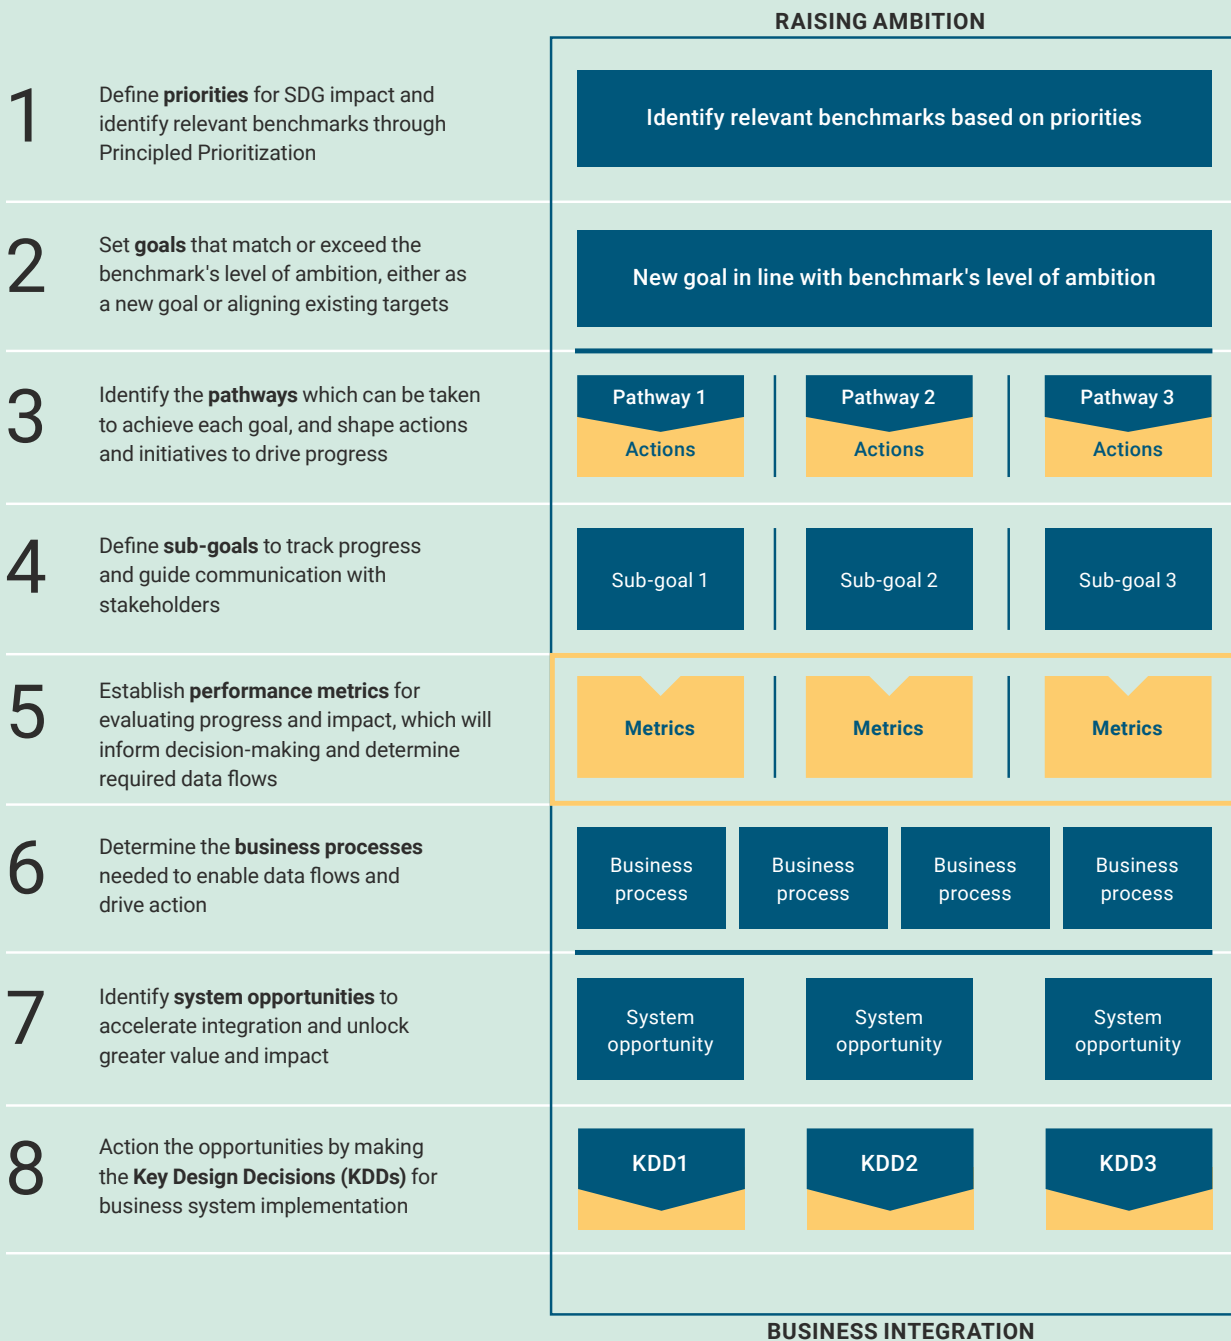 RAISING AMBITION
1
Define priorities for SDG impact and
identify relevant benchmarks through
Principled Prioritization
Identify relevant benchmarks based on priorities
2
Set goals that match or exceed the
benchmark's level of ambition, either as
a new goal or aligning existing targets
New goal in line with benchmark's level of ambition
3
Identify the pathways which can be taken
to achieve each goal, and shape actions
and initiatives to drive progress
Pathway 1
Actions
Pathway 2
Actions
Pathway 3
Actions
4
Define sub-goals to track progress
and guide communication with
stakeholders
Sub-goal 1
Sub-goal 2
Sub-goal 3
5
Establish performance metrics for
evaluating progress and impact, which will
inform decision-making and determine
required data flows
Metrics
Metrics
Metrics
6
Determine the business processes
needed to enable data flows and
drive action
Business
process
Business
process
Business
process
Business
process
7
Identify system opportunities to
accelerate integration and unlock
greater value and impact
System
opportunity
System
opportunity
System
opportunity
8
Action the opportunities by making
the Key Design Decisions (KDDs) for
business system implementation
KDD1
KDD2
KDD3
BUSINESS INTEGRATION